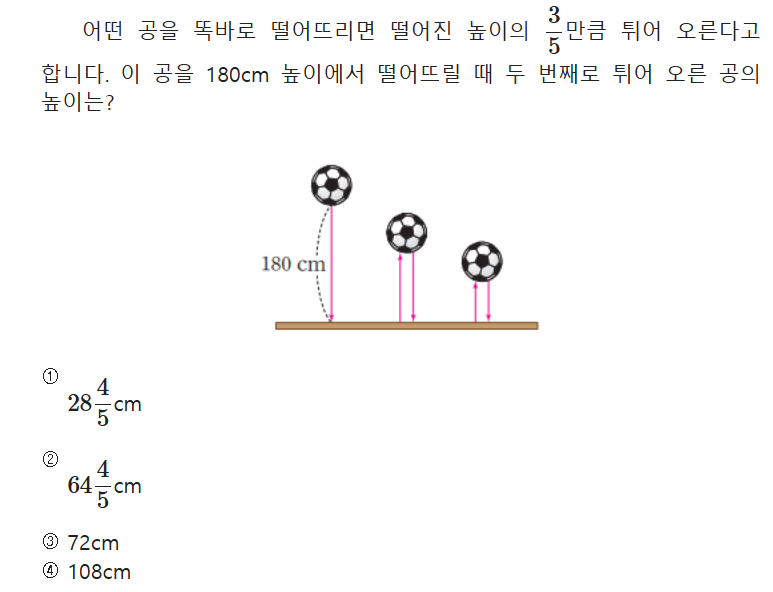 어떤 공을 똑바로 떨어뜨리면 떨어진 높이의 3/5만큼 튀어 오른다고
합니다. 이 공을 180cm 높이에서 떨어뜨릴 때 두 번째로 튀어 오른 공의
높이는?
180 cm
① 28 4/5 cm
② 64 4/5 cm
③ 72cm
④ 108cm